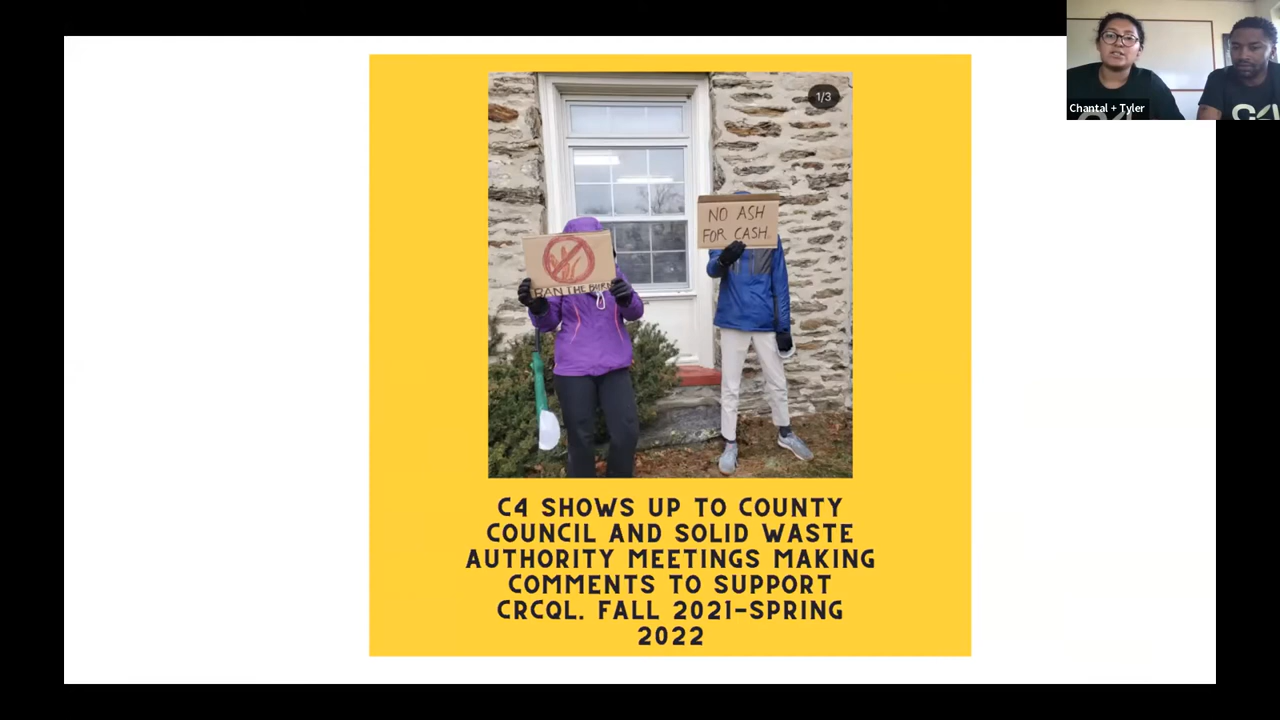 1/3
NO ASH
FOR CASH
BAN THE BURN
C4 SHOWS UP TO COUNTY
COUNCIL AND SOLID WASTE
AUTHORITY MEETINGS MAKING
COMMENTS TO SUPPORT
CRCQL. FALL 2021-SPRING
2022
Chantal + Tyler